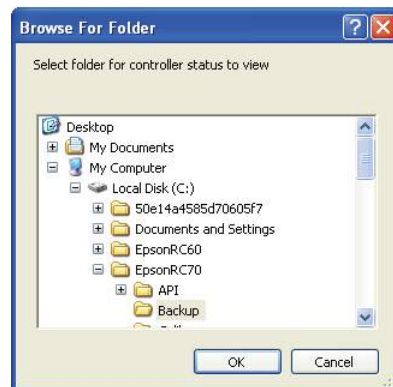 Browse For Folder
Select folder for controller status to view
Desktop
My Documents
My Computer
Local Disk (C:)
50e14a4585d70605f7
Documents and Settings
EpsonRC60
EpsonRC70
API
Backup
OK
Cancel